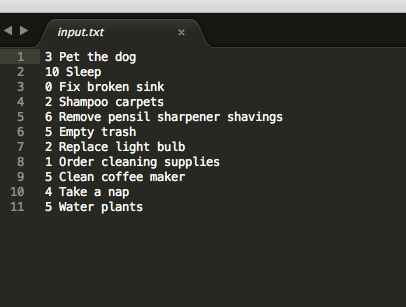 input.txt ×
1 3 Pet the dog
2 10 Sleep
3 0 Fix broken sink
4 2 Shampoo carpets
5 6 Remove pensil sharpener shavings
6 5 Empty trash
7 2 Replace light bulb
8 1 Order cleaning supplies
9 5 Clean coffee maker
10 4 Take a nap
11 5 Water plants